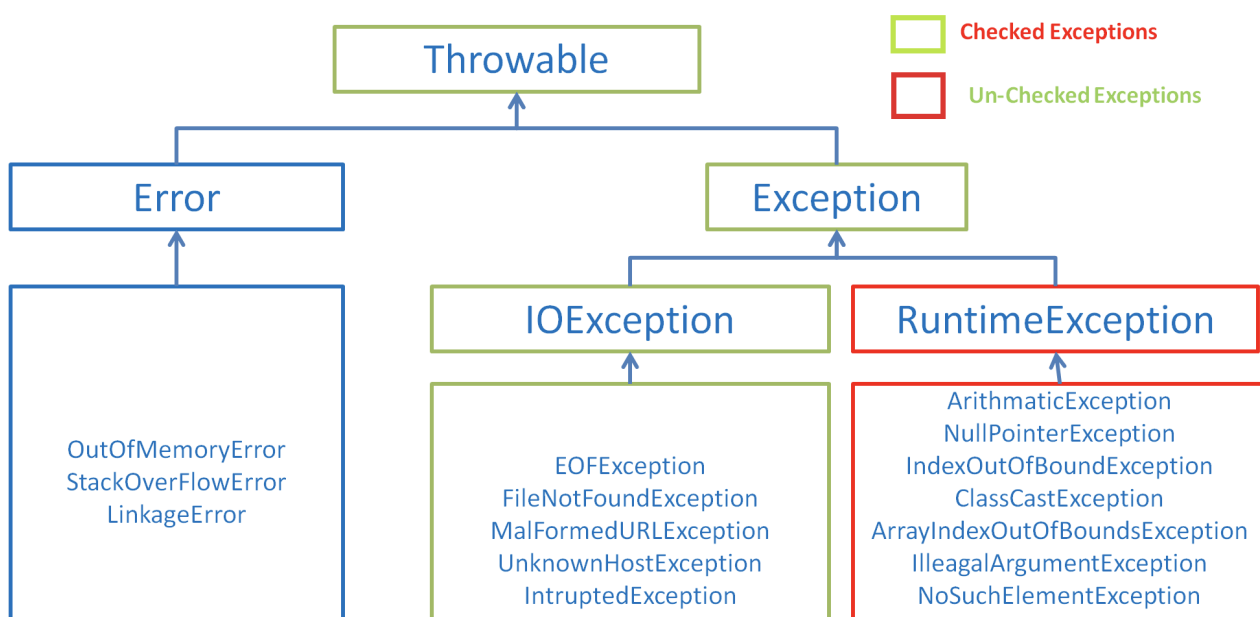 Throwable
Checked Exceptions
Un-Checked Exceptions
Error
Exception
IOException
RuntimeException
OutOfMemoryError
StackOverFlowError
LinkageError
EOFException
FileNotFoundException
MalFormedURLException
UnknownHostException
IntruptedException
ArithmaticException
NullPointerException
IndexOutOfBoundException
ClassCastException
ArrayIndexOutOfBoundsException
IlleagalArgumentException
NoSuchElementException